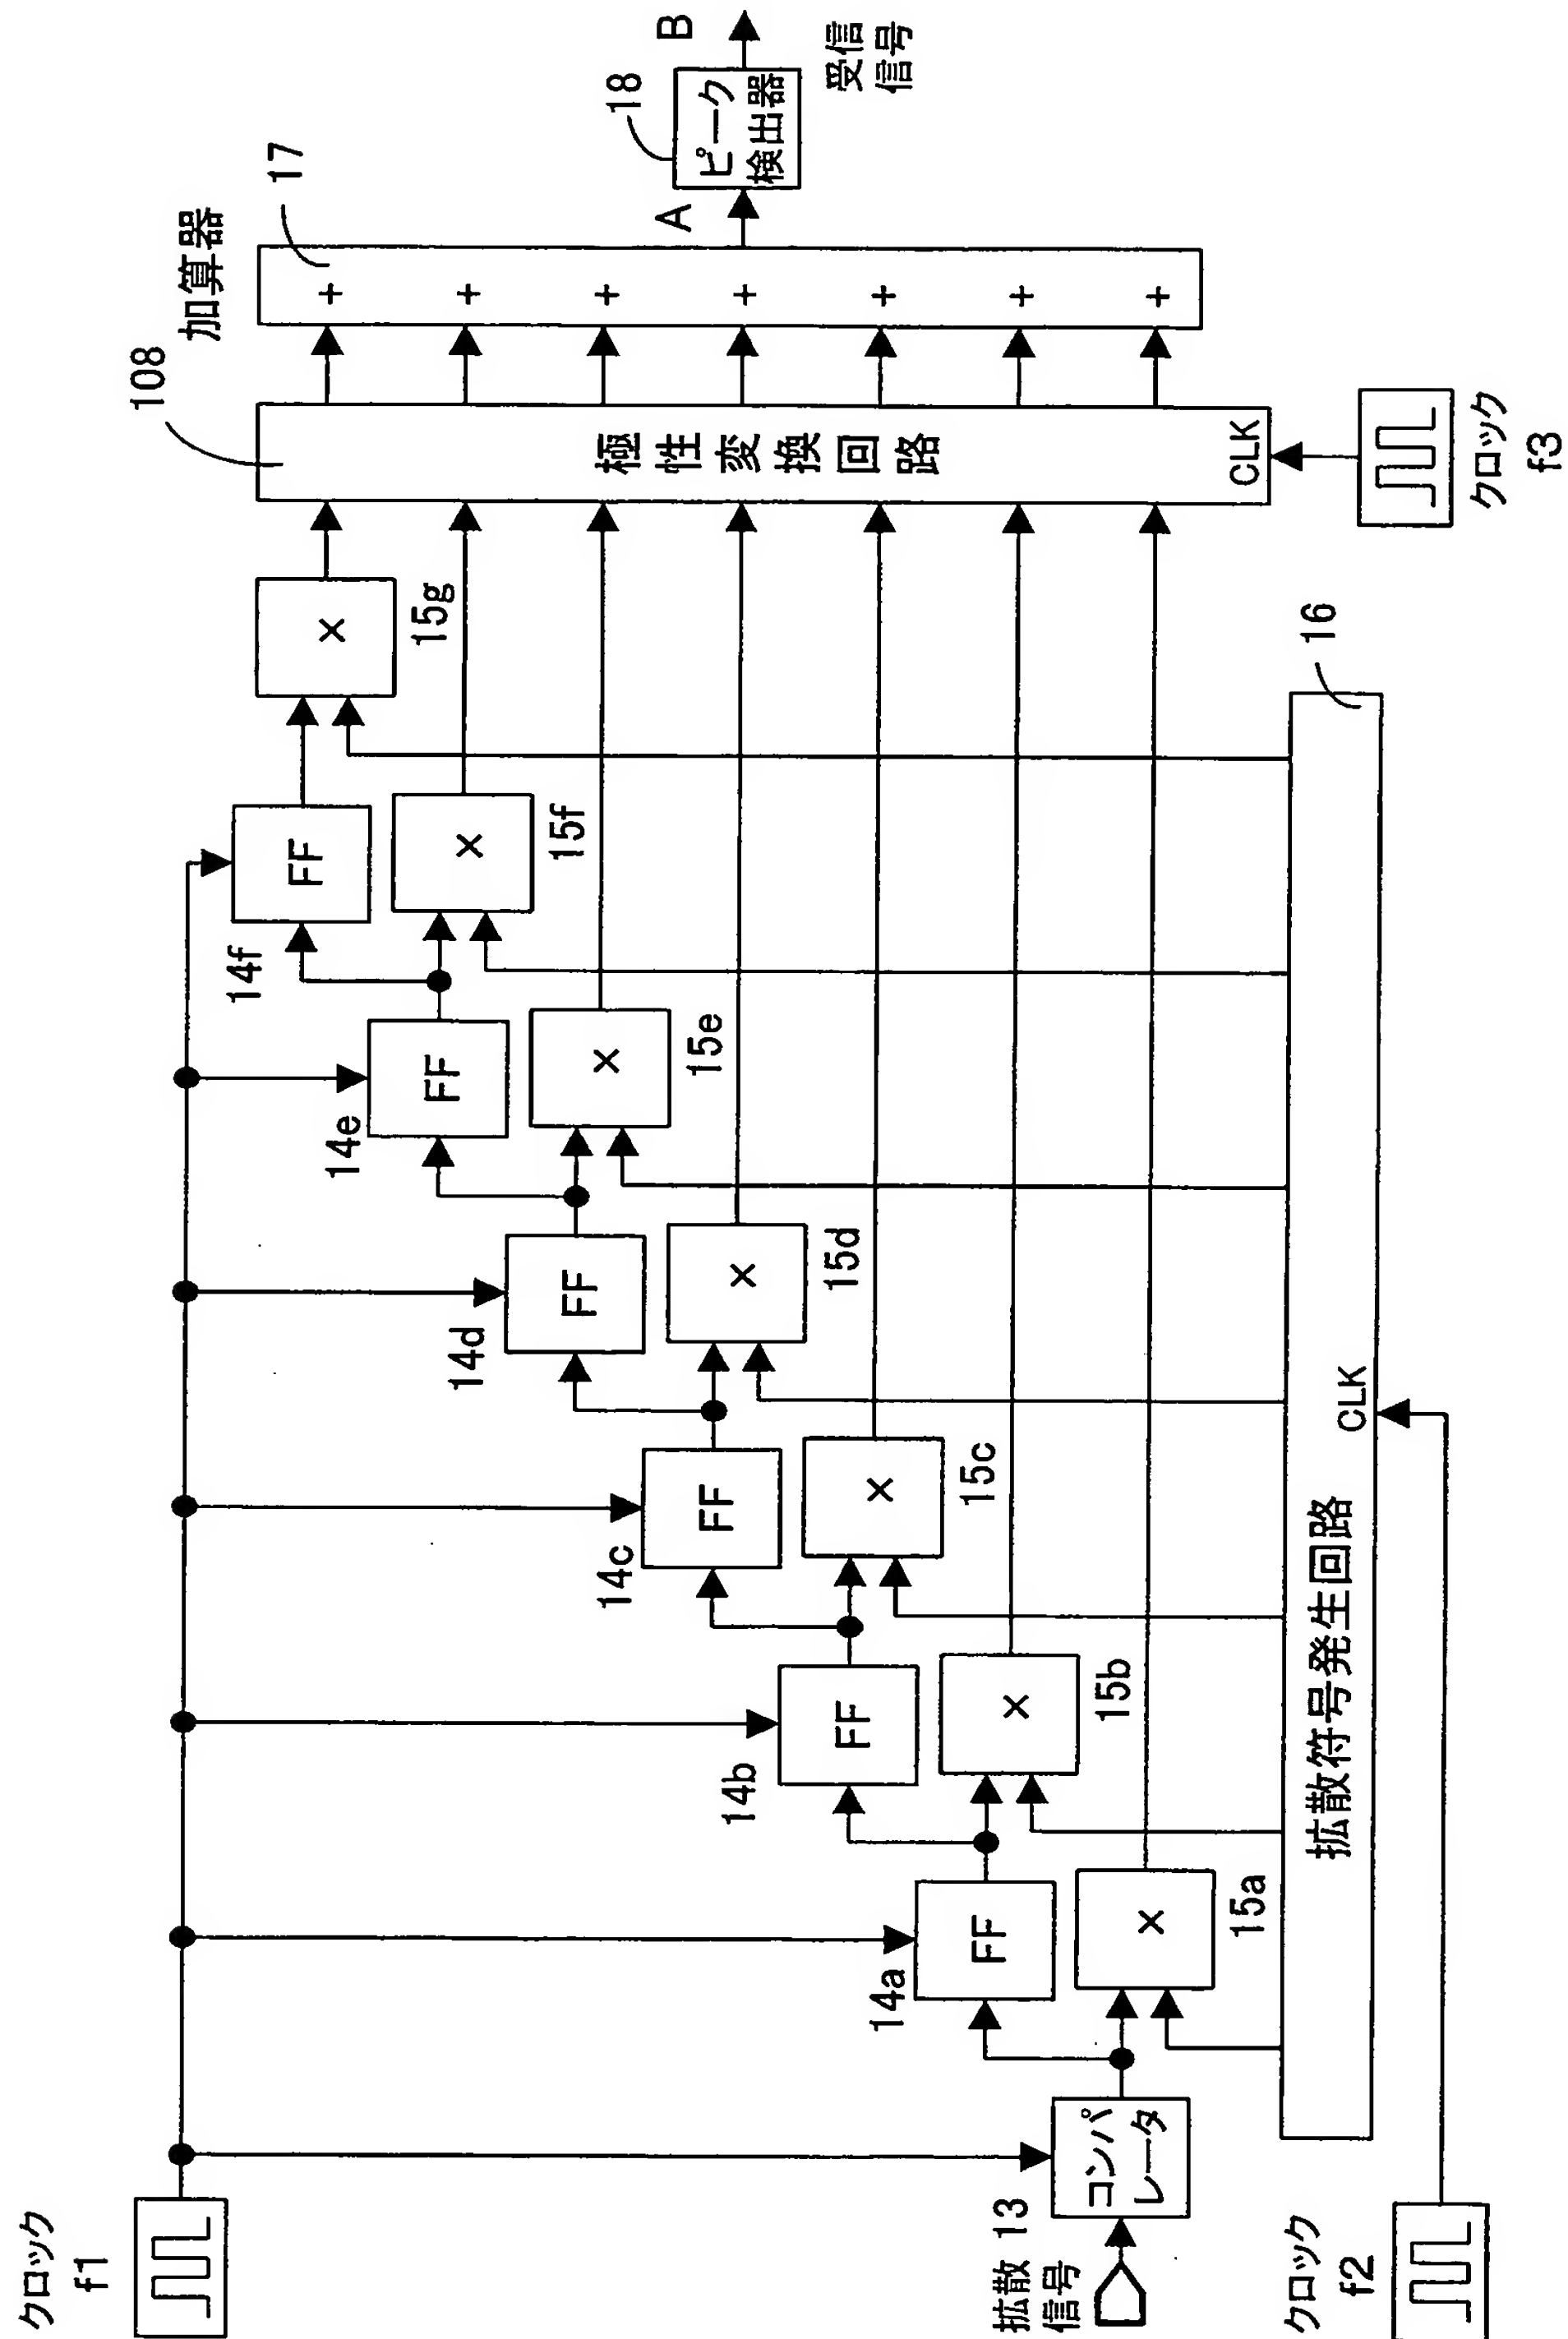 クロック
f1
拡散
信号
13
コンパ
レータ
クロック
f2
14a
FF
×
15a
14b
FF
×
15b
14c
FF
×
15c
14d
FF
×
15d
14e
FF
×
15e
14f
FF
×
15f
×
15g
拡散符号発生回路
CLK
16
108
極性変換回路
CLK
クロック
f3
加算器
17
+
+
+
+
+
+
+
A
18
ピーク
検出器
B
受信
信号